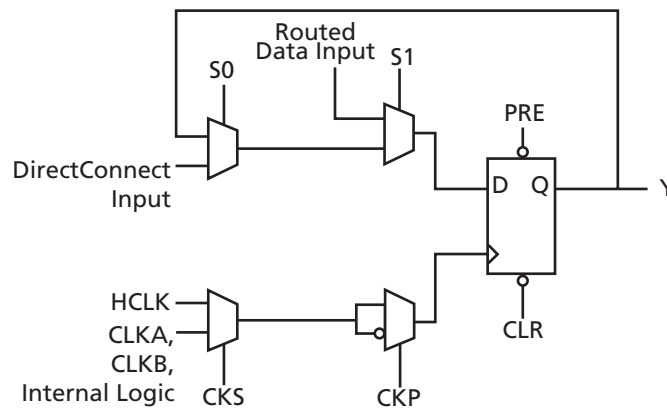 Routed
Data Input
S1
S0
PRE
DirectConnect
Input
D Q
Y
HCLK
CLKA,
CLKB,
Internal Logic
CKS
CKP
CLR